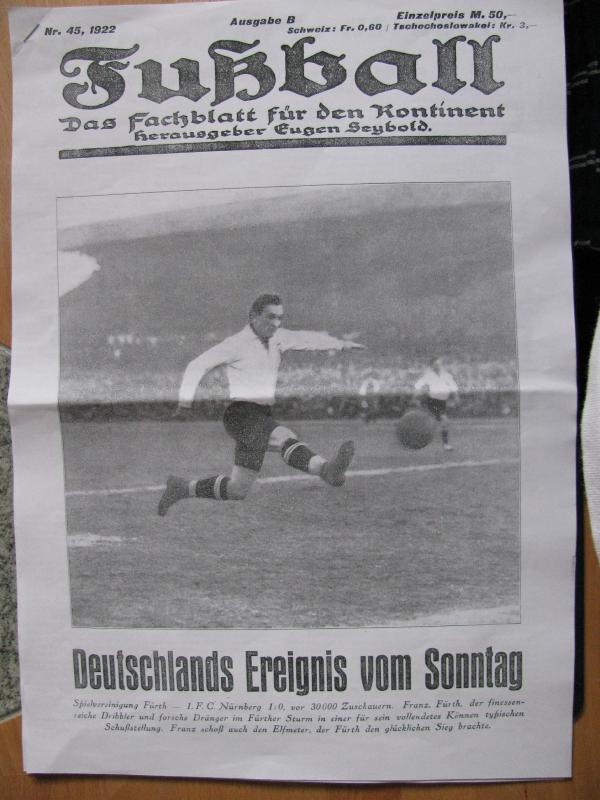 Nr. 45, 1922
Ausgabe B
Einzelpreis M. 50,—
Schweiz: Fr. 0,60 | Tschechoslowakei: Kr. 3,—
Fußball
Das Fachblatt für den Kontinent
Herausgeber Eugen Seybold.
Deutschlands Ereignis vom Sonntag
Spielvereinigung Fürth — 1. F. C. Nürnberg 1:0, vor 30000 Zuschauern. Franz, Fürth, der finessen-
reiche Dribbler und forsche Dränger im Fürther Sturm in einer für sein vollendetes Können typischen
Schußstellung. Franz schoß auch den Elfmeter, der Fürth den glücklichen Sieg brachte.